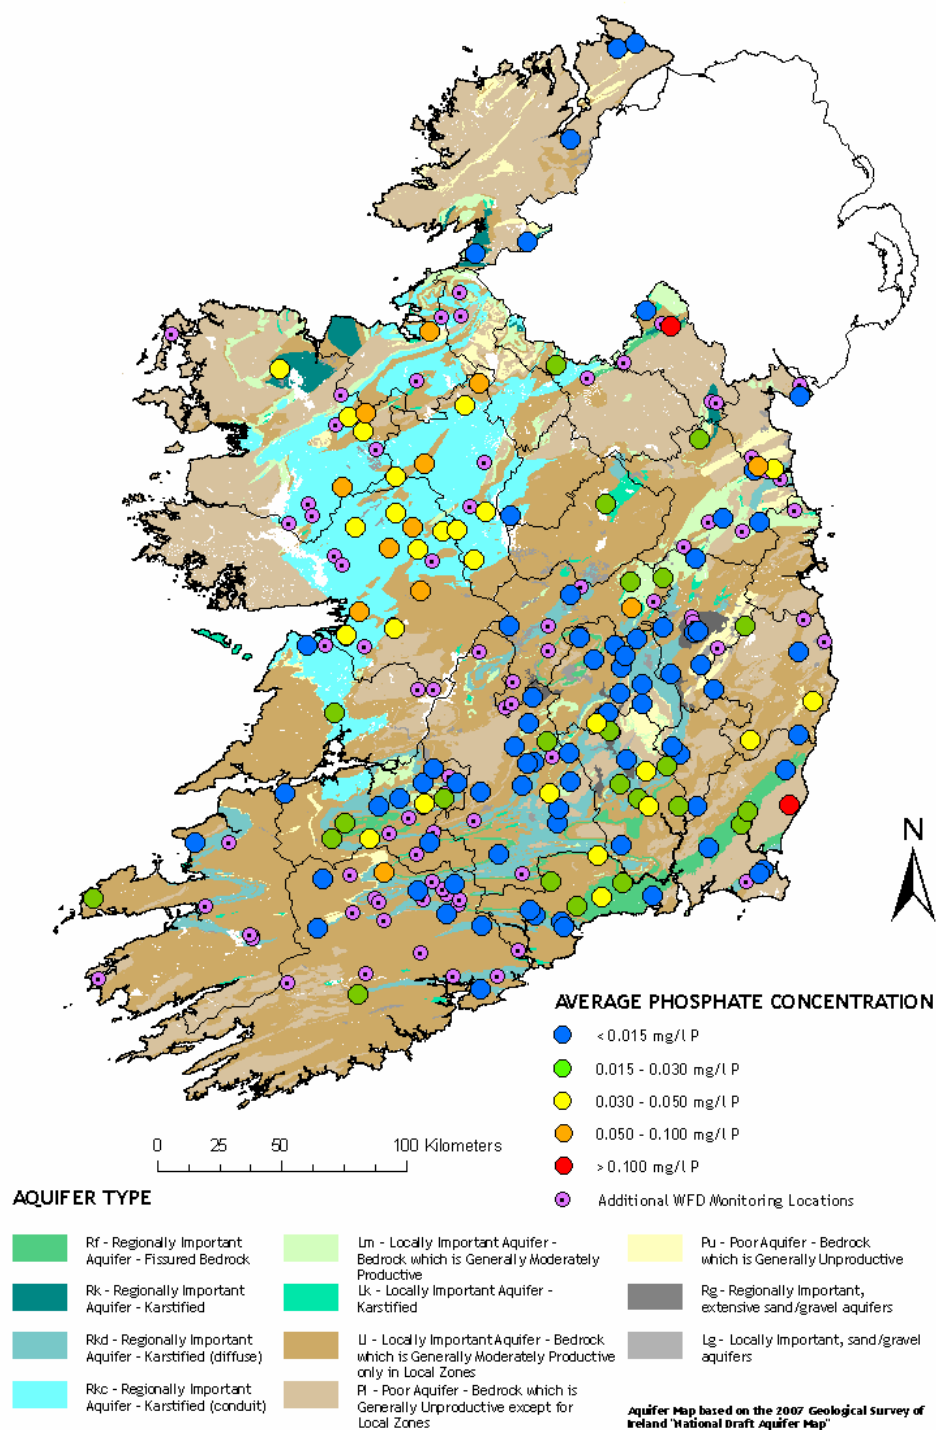 N
AVERAGE PHOSPHATE CONCENTRATION
<0.015 mg/l P
0.015 - 0.030 mg/l P
0.030 - 0.050 mg/l P
0.050 - 0.100 mg/l P
>0.100 mg/l P
Additional WFD Monitoring Locations
0 25 50 100 Kilometers
AQUIFER TYPE
Rf - Regionally Important
Aquifer - Fissured Bedrock
Rk - Regionally Important
Aquifer - Karstified
Rkd - Regionally Important
Aquifer - Karstified (diffuse)
Rkc - Regionally Important
Aquifer - Karstified (conduit)
Lm - Locally Important Aquifer -
Bedrock which is Generally Moderately
Productive
Lk - Locally Important Aquifer -
Karstified
Ll - Locally Important Aquifer - Bedrock
which is Generally Moderately Productive
only in Local Zones
Pl - Poor Aquifer - Bedrock which is
Generally Unproductive except for
Local Zones
Pu - Poor Aquifer - Bedrock
which is Generally Unproductive
Rg - Regionally Important,
extensive sand/gravel aquifers
Lg - Locally Important, sand/gravel
aquifers
Aquifer Map based on the 2007 Geological Survey of
Ireland "National Draft Aquifer Map"